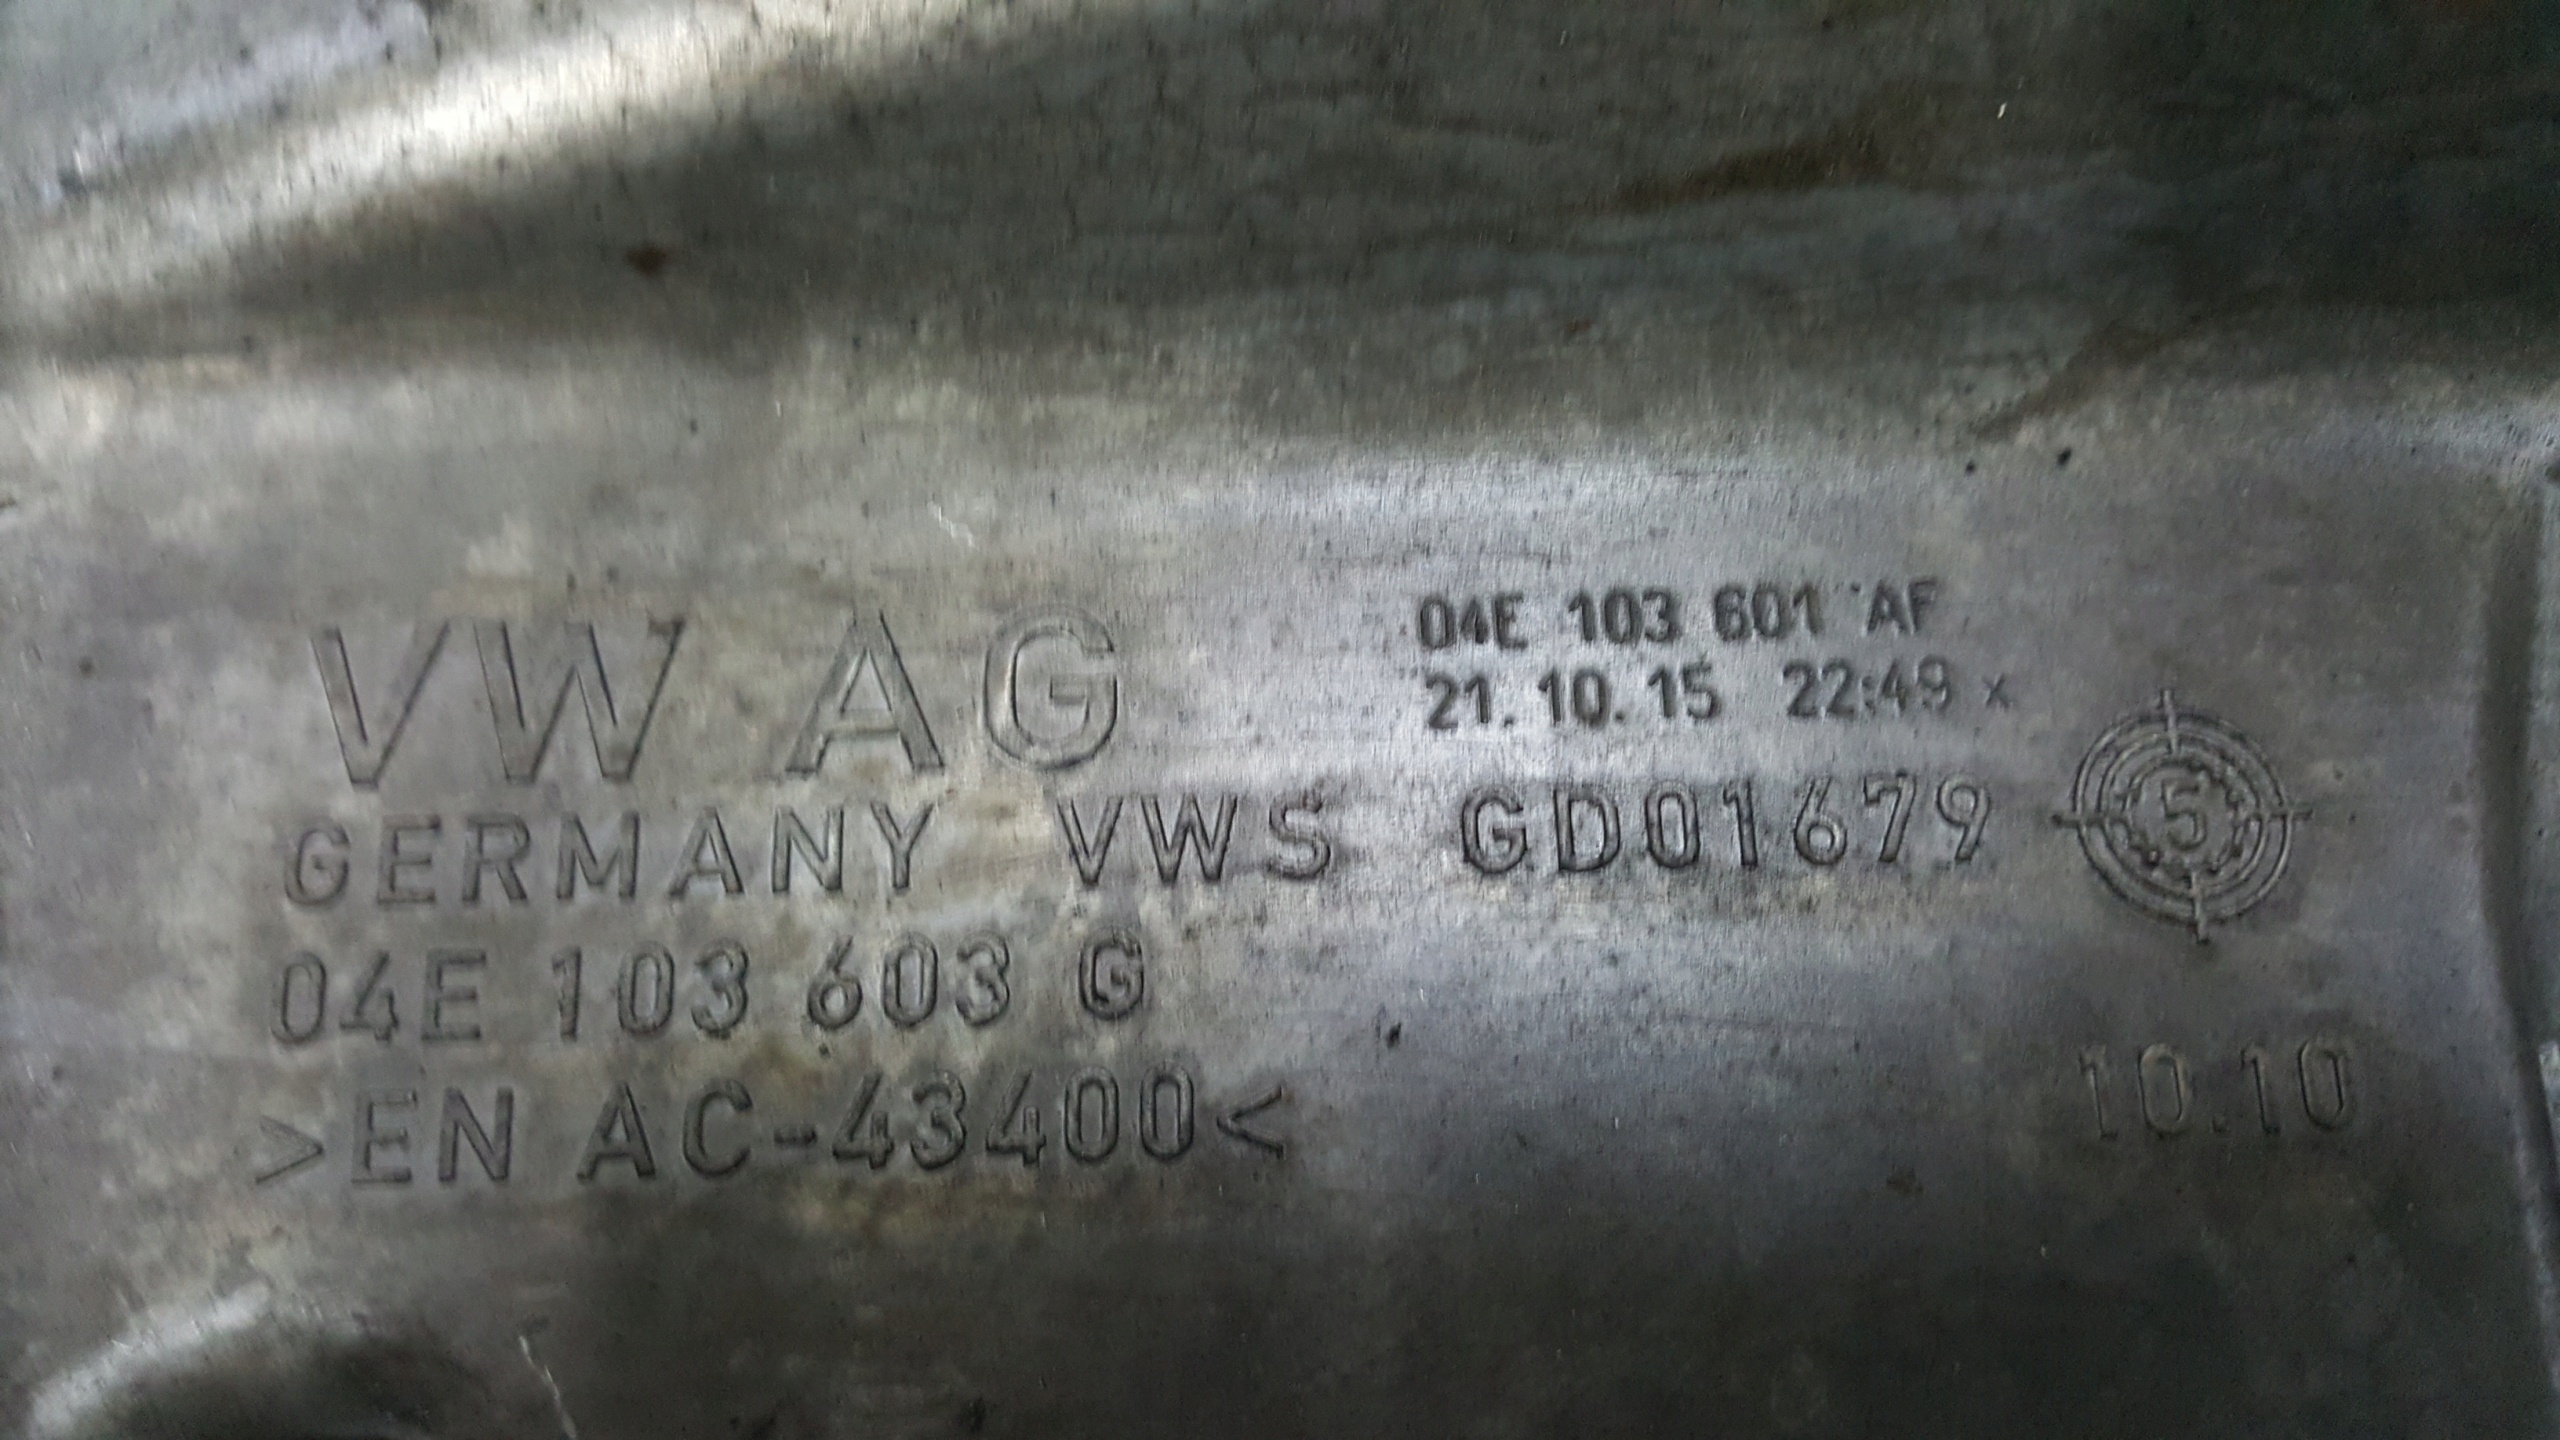 VW AG
04E 103 601 AF
21.10.15 22:49 x
GERMANY VWS GD01679
5
04E 103 603 G
>EN AC-43400<
10.10